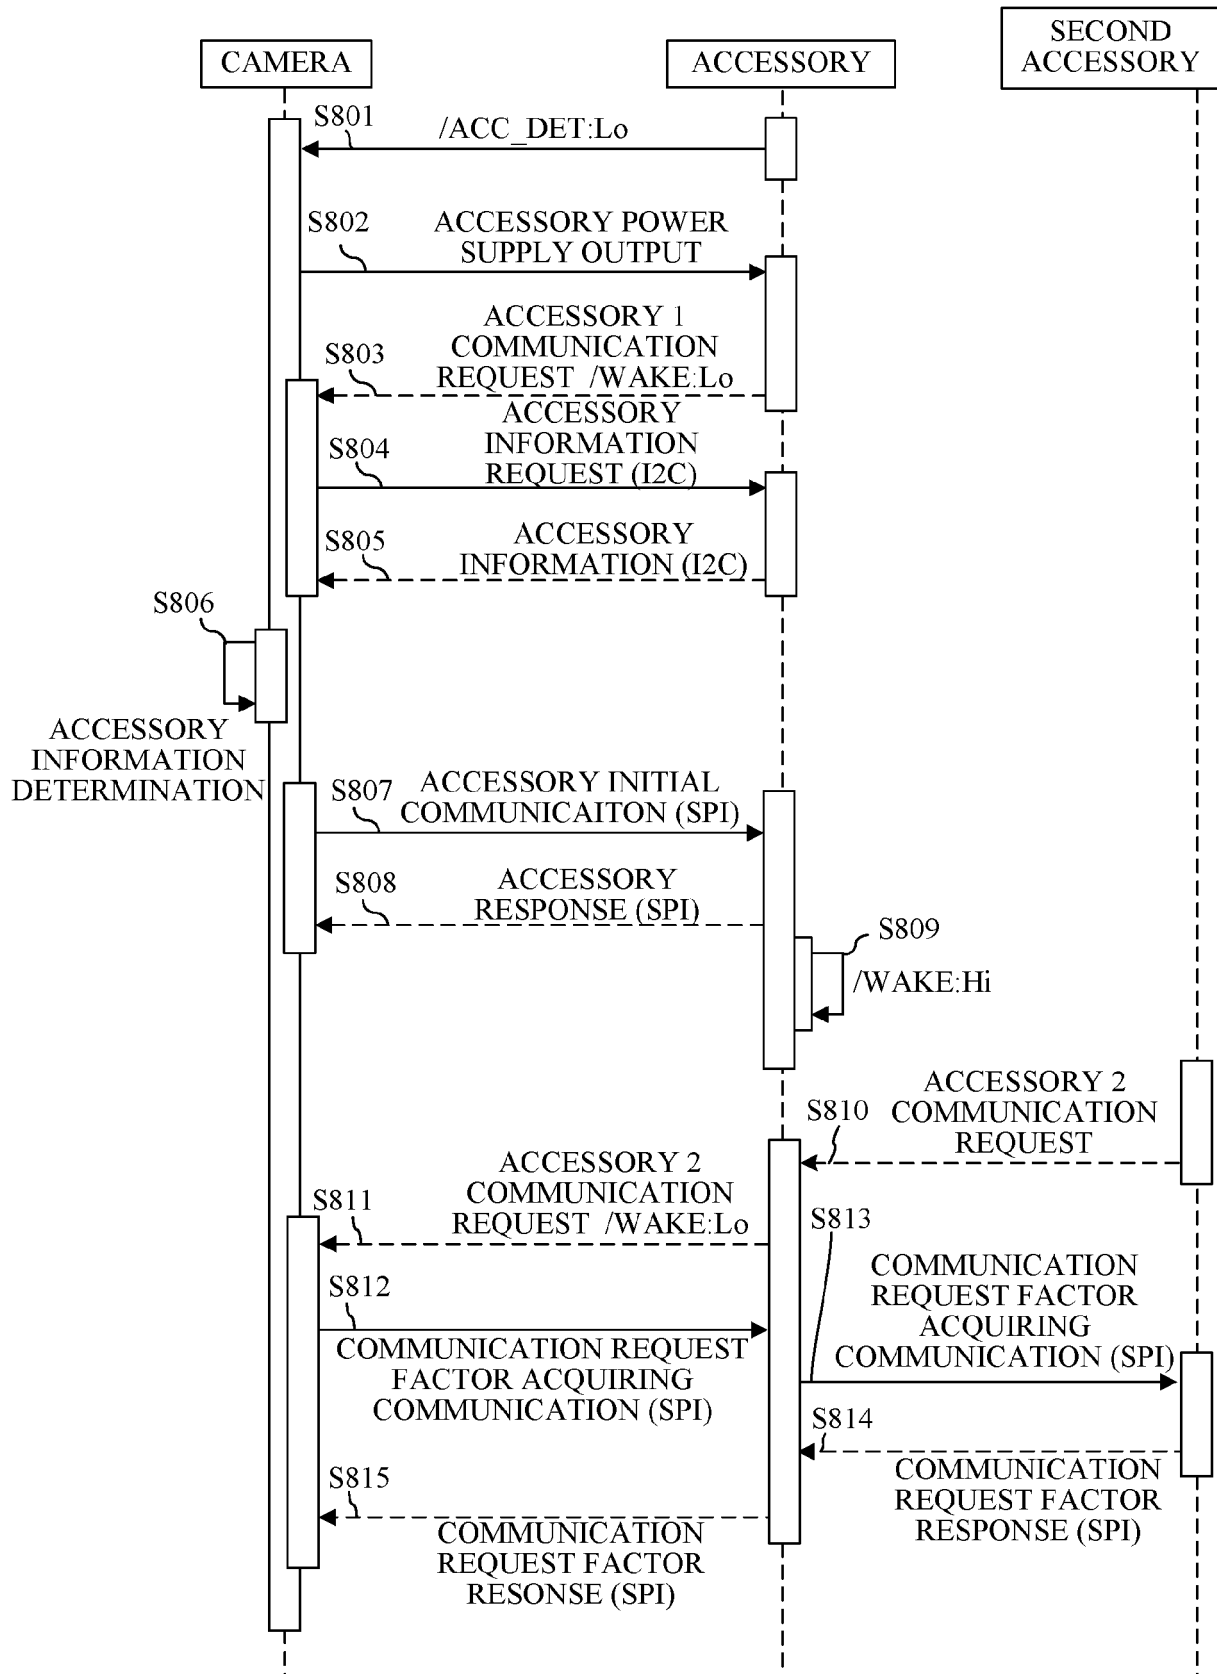 CAMERA
ACCESSORY
SECOND
ACCESSORY
S801
/ACC_DET:Lo
S802
ACCESSORY POWER
SUPPLY OUTPUT
S803
ACCESSORY 1
COMMUNICATION
REQUEST /WAKE:Lo
S804
ACCESSORY
INFORMATION
REQUEST (I2C)
S805
ACCESSORY
INFORMATION (I2C)
S806
ACCESSORY
INFORMATION
DETERMINATION
S807
ACCESSORY INITIAL
COMMUNICAITON (SPI)
S808
ACCESSORY
RESPONSE (SPI)
S809
/WAKE:Hi
S810
ACCESSORY 2
COMMUNICATION
REQUEST
S811
ACCESSORY 2
COMMUNICATION
REQUEST /WAKE:Lo
S812
COMMUNICATION REQUEST
FACTOR ACQUIRING
COMMUNICATION (SPI)
S813
COMMUNICATION
REQUEST FACTOR
ACQUIRING
COMMUNICATION (SPI)
S814
COMMUNICATION
REQUEST FACTOR
RESPONSE (SPI)
S815
COMMUNICATION
REQUEST FACTOR
RESONSE (SPI)